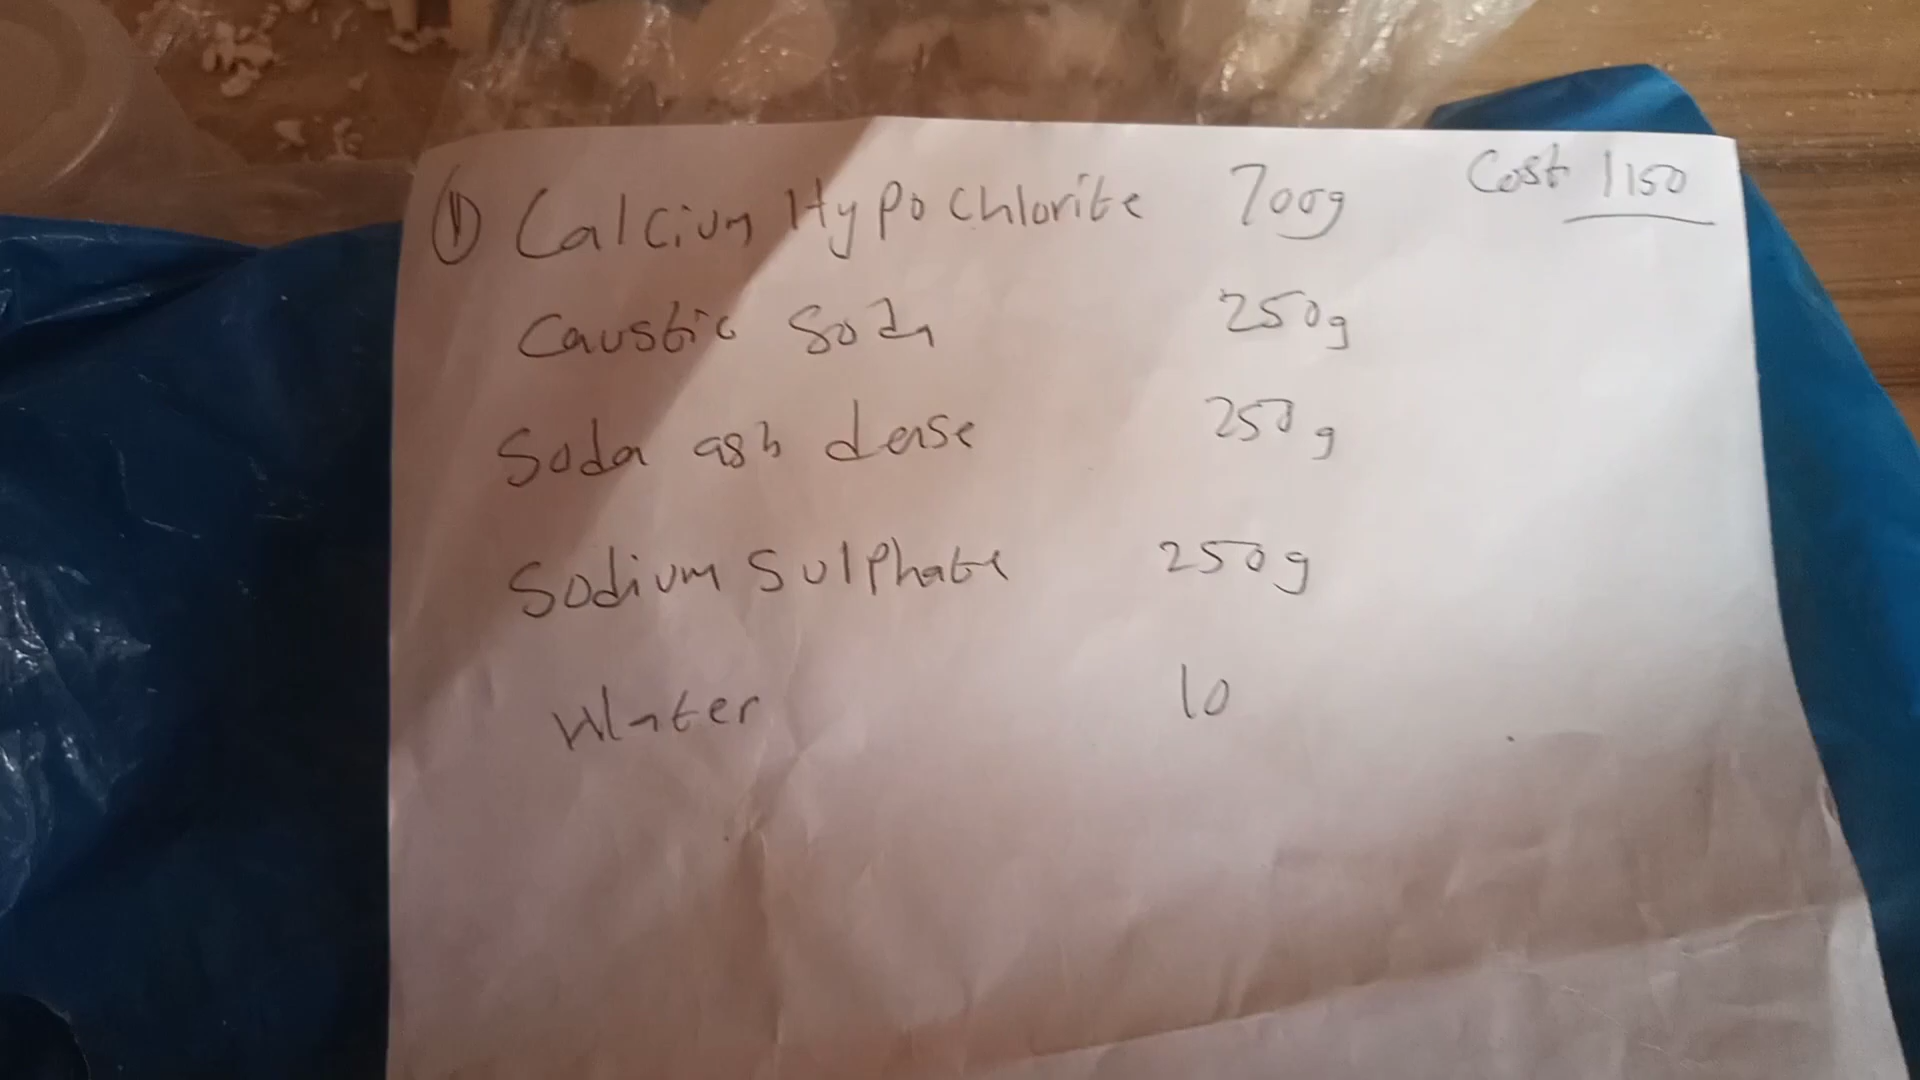 ① Calcium Hypochlorite 700g Cost 1150
Caustic Soda 250g
Soda ash dense 250g
Sodium Sulphate 250g
Water 10